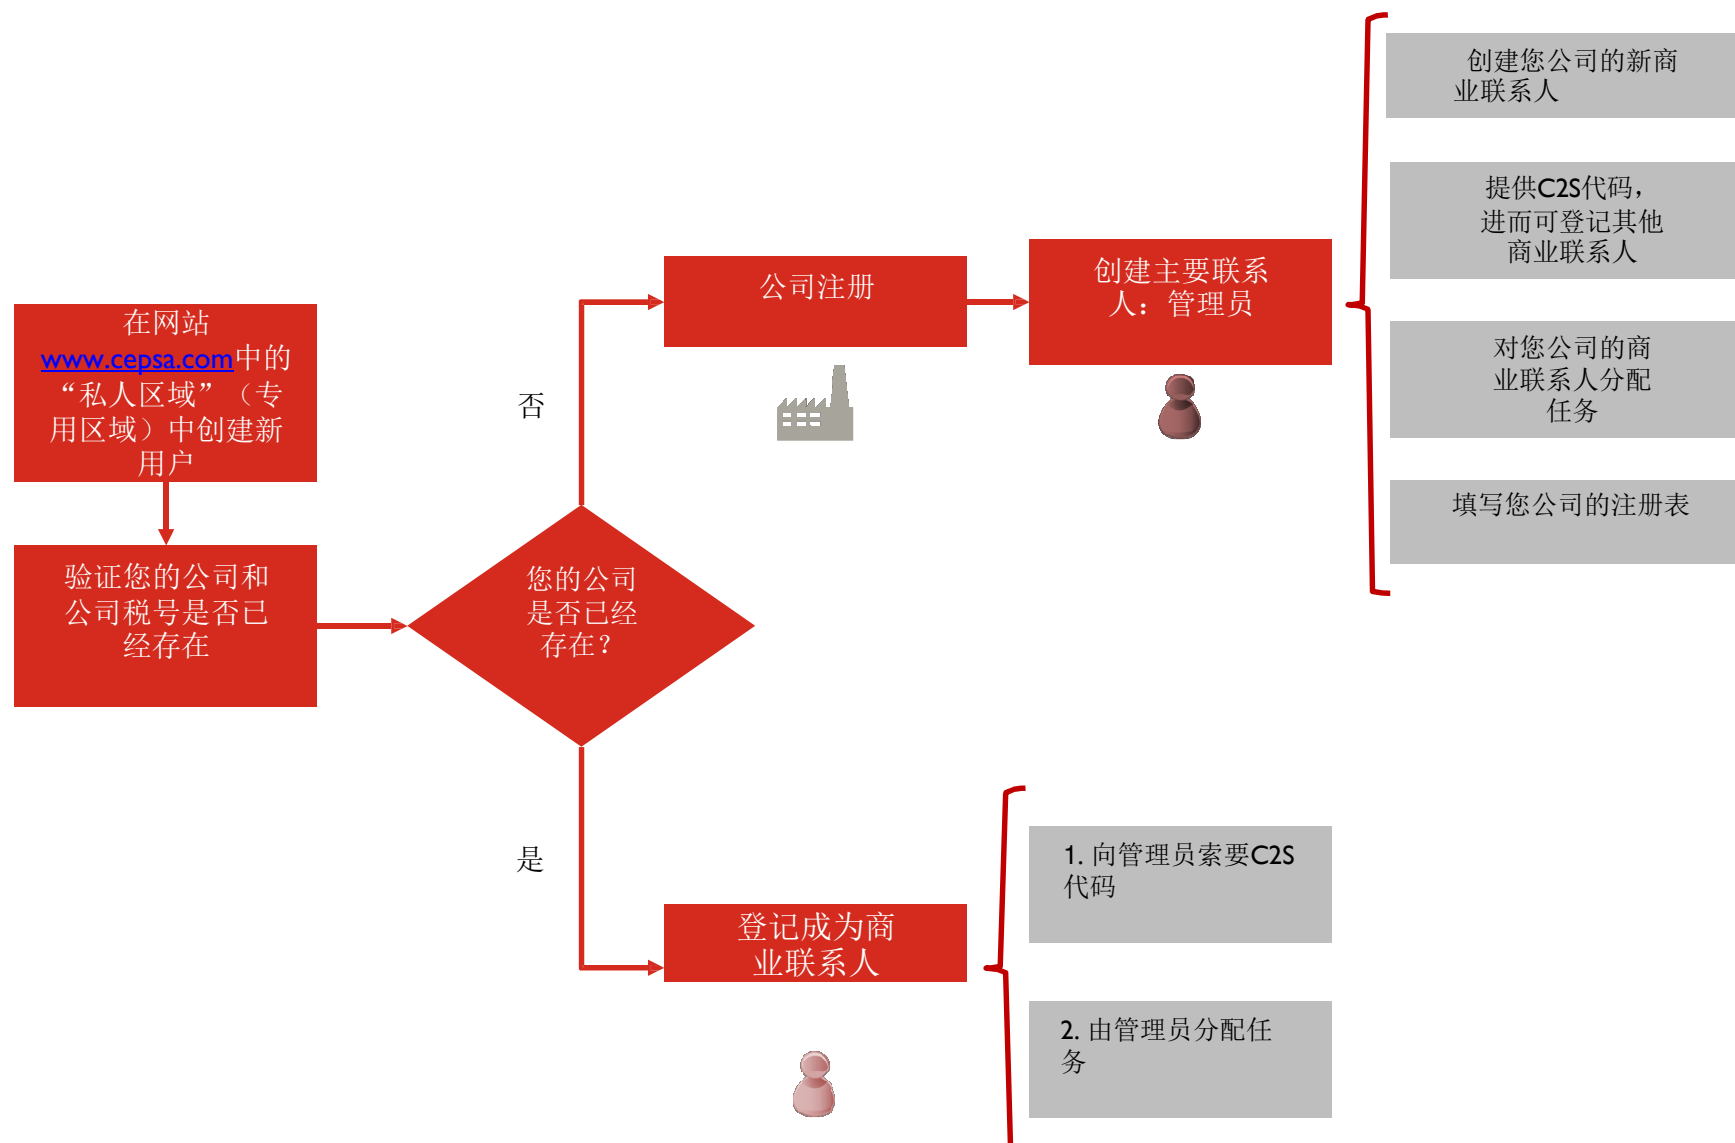 在网站
www.cepsa.com中的
“私人区域”（专
用区域）中创建新
用户
验证您的公司和
公司税号是否已
经存在
您的公司
是否已经
存在？
否
公司注册
创建主要联系
人：管理员
创建您公司的新商
业联系人
提供C2S代码，
进而可登记其他
商业联系人
对您公司的商
业联系人分配
任务
填写您公司的注册表
是
登记成为商
业联系人
1. 向管理员索要C2S
代码
2. 由管理员分配任
务